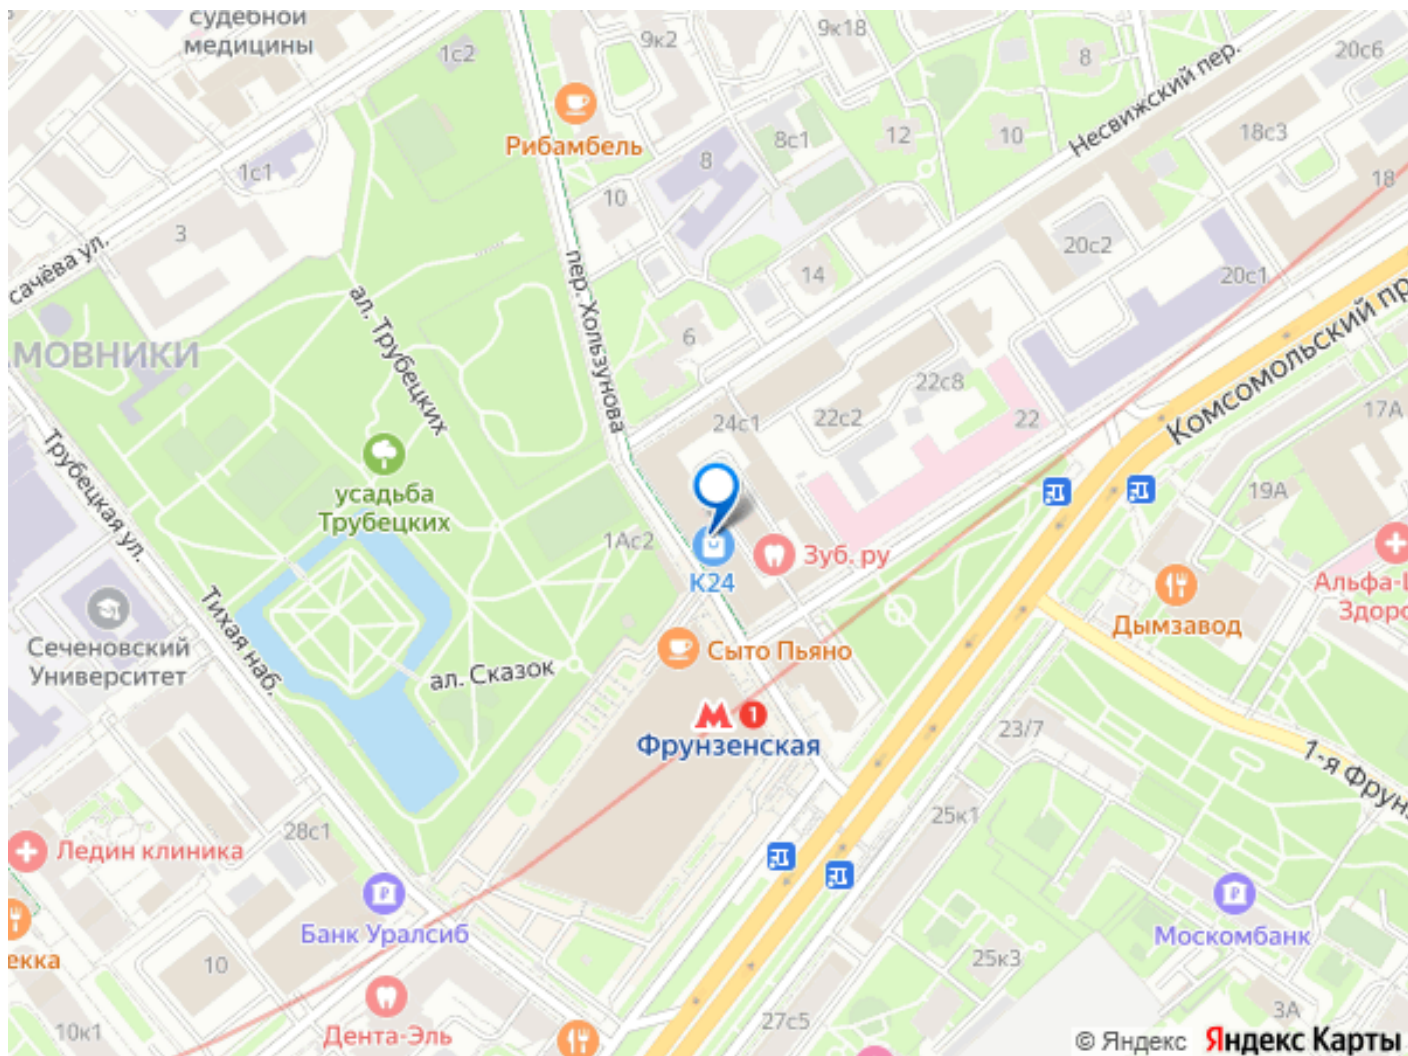 судебной
медицины
1с2
9к2
9к18
8
20с6
Несвижский пер.
Рибамбель
8
8с1
12
10
18с3
18
1с1
10
3
сачёва ул.
пер. Хользунова
14
20с2
20с1
ал. Трубецких
6
МОВНИКИ
Комсомольский пр
22с8
17А
24с1
22с2
22
Трубецкая ул.
усадьба
Трубецких
19А
1Ас2
К24
Зуб. ру
Альфа-Ц
Здоро
Тихая наб.
Сеченовский
Университет
Дымзавод
Сыто Пьяно
ал. Сказок
1
Фрунзенская
23/7
1-я Фрунз
25к1
28с1
Ледин клиника
Банк Уралсиб
Москомбанк
екка
10
25к3
10к1
Дента-Эль
27с5
3А
© Яндекс Яндекс Карты